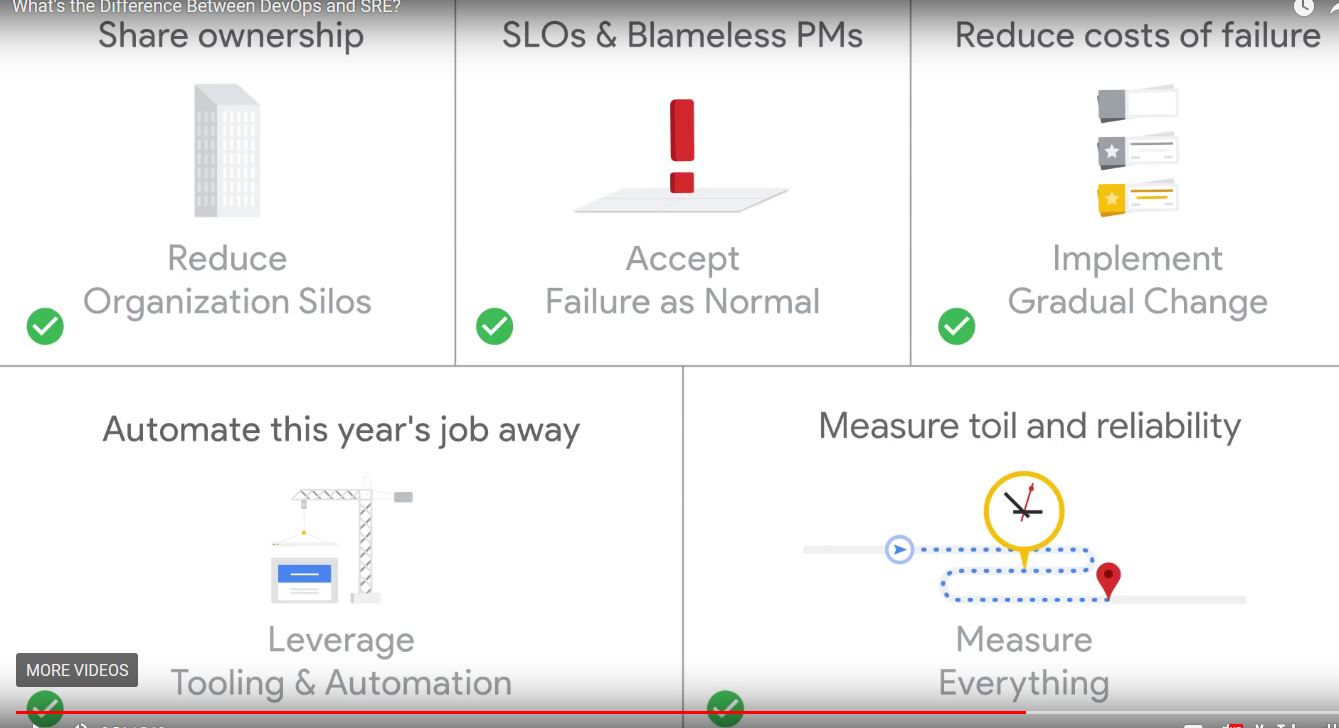 What's the Difference Between DevOps and SRE?
Share ownership
SLOs & Blameless PMs
Reduce costs of failure
Reduce
Organization Silos
Accept
Failure as Normal
Implement
Gradual Change
Automate this year's job away
Measure toil and reliability
Leverage
Tooling & Automation
Measure
Everything
MORE VIDEOS